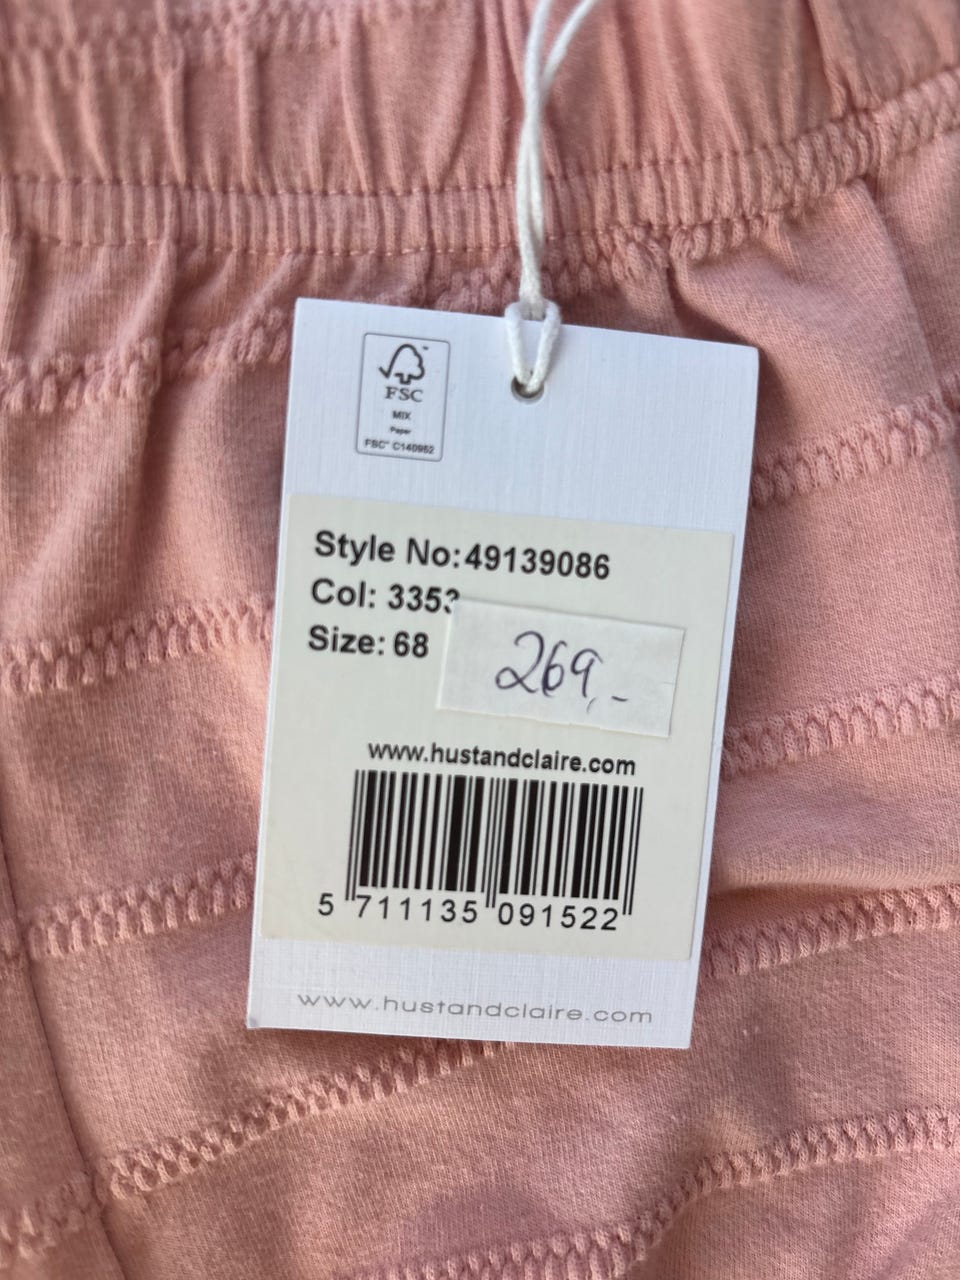 FSC
MIX
Paper
FSC™ C140952
Style No:49139086
Col: 3353
Size: 68
269,-
www.hustandclaire.com
5 711135 091522
www.hustandclaire.com